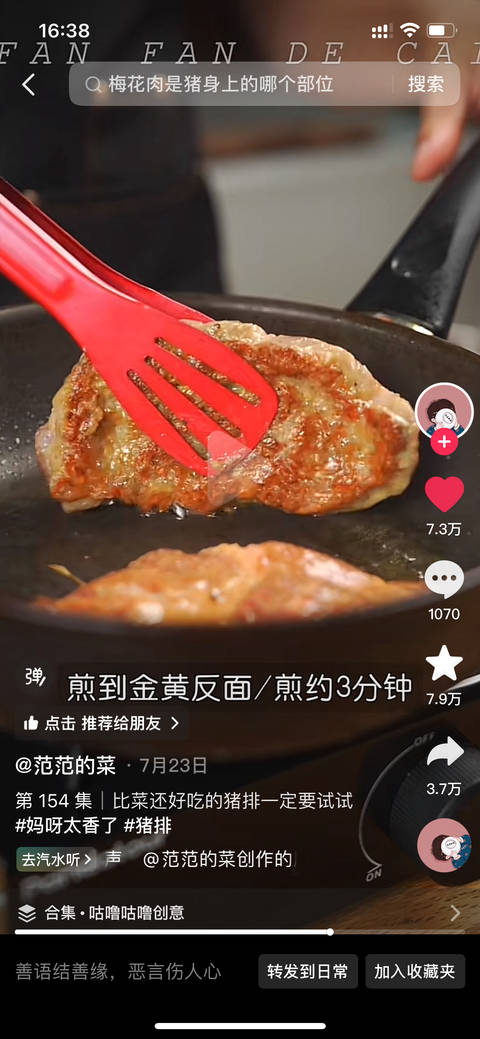 16:38
FAN FAN DE CAI
梅花肉是猪身上的哪个部位 搜索
7.3万
1070
7.9万
3.7万
弹
煎到金黄反面/煎约3分钟
点击 推荐给朋友
@范范的菜 · 7月23日
第 154 集｜比菜还好吃的猪排一定要试试
#妈呀太香了 #猪排
去汽水听 声 @范范的菜创作的
OFF
ON
合集·咕噜咕噜创意
善语结善缘，恶言伤人心 转发到日常 加入收藏夹